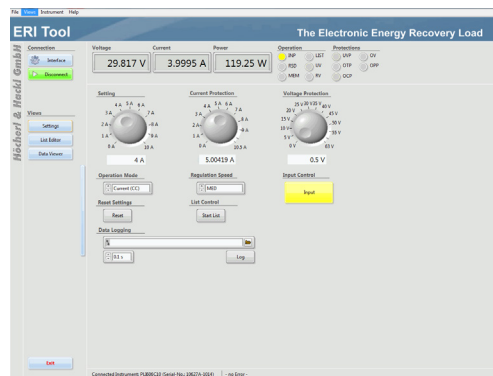 File Views Instrument Help
ERI Tool
The Electronic Energy Recovery Load
Höcherl & Hackl GmbH
Connection
Interface
Disconnect
Views
Settings
List Editor
Data Viewer
Exit
Voltage Current Power
29.817 V 3.9995 A 119.25 W
Operation Protections
INP LIST UVP OV
RSD UV OTP OPP
MEM RV OCP
Setting Current Protection Voltage Protection
4 A 5.00419 A 0.5 V
Operation Mode Regulation Speed Input Control
Current (CC) MED Input
Reset Settings List Control
Reset Start List
Data Logging
0.1 s Log